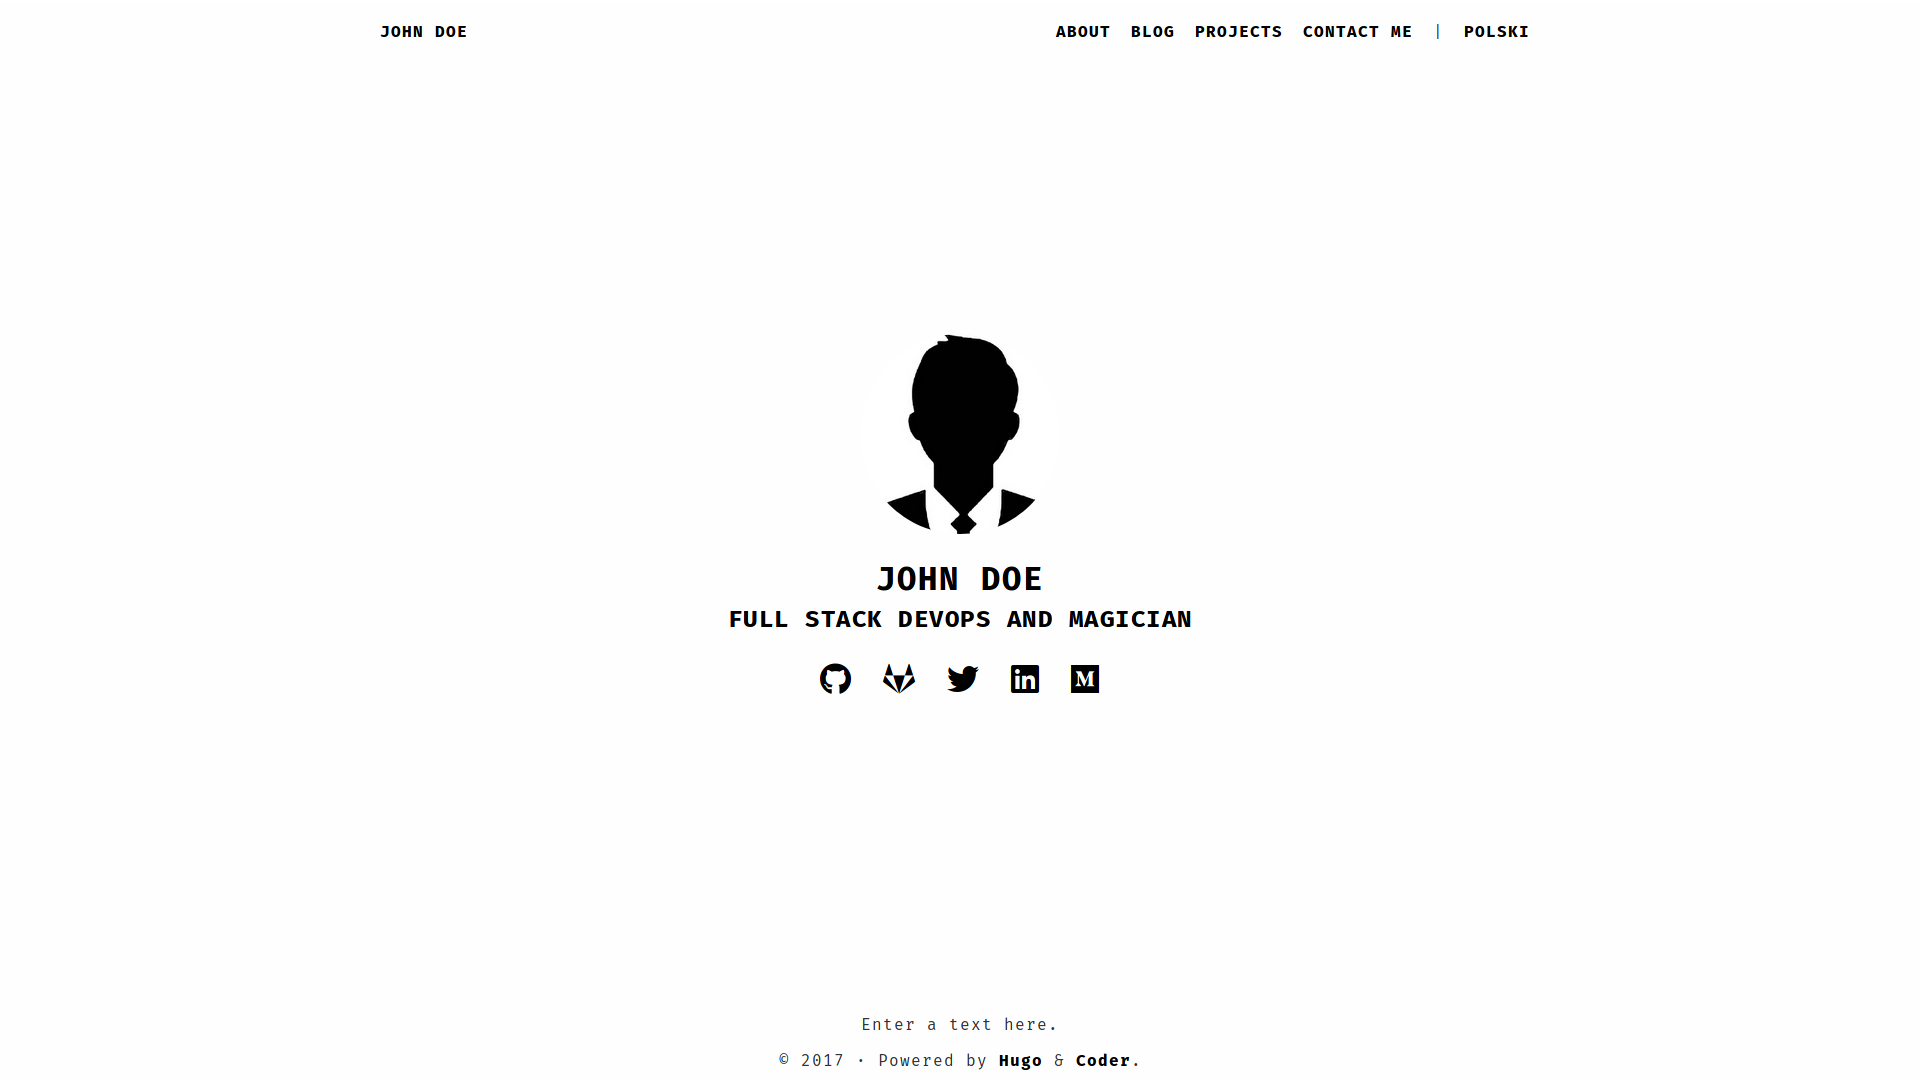 JOHN DOE
ABOUT BLOG PROJECTS CONTACT ME | POLSKI
JOHN DOE
FULL STACK DEVOPS AND MAGICIAN
Enter a text here.
© 2017 · Powered by Hugo & Coder.